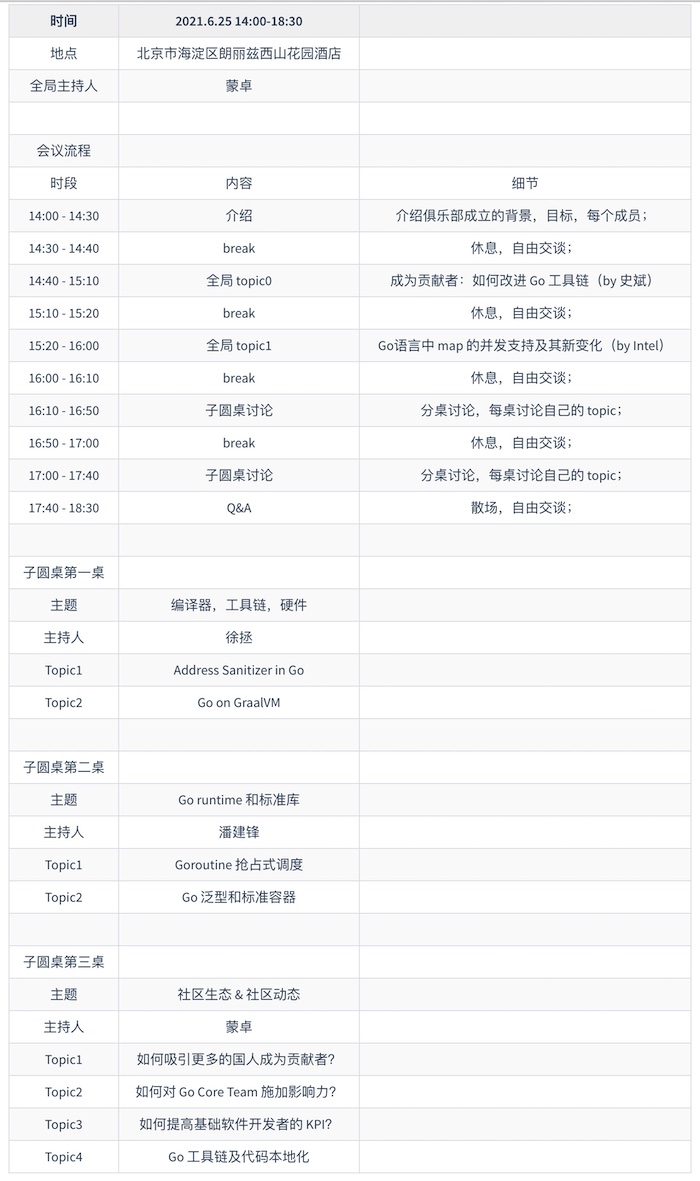 时间 2021.6.25 14:00-18:30
地点 北京市海淀区朗丽兹西山花园酒店
全局主持人 蒙卓
会议流程
时段 内容 细节
14:00 - 14:30 介绍 介绍俱乐部成立的背景，目标，每个成员；
14:30 - 14:40 break 休息，自由交谈；
14:40 - 15:10 全局 topic0 成为贡献者：如何改进 Go 工具链（by 史斌）
15:10 - 15:20 break 休息，自由交谈；
15:20 - 16:00 全局 topic1 Go语言中 map 的并发支持及其新变化（by Intel）
16:00 - 16:10 break 休息，自由交谈；
16:10 - 16:50 子圆桌讨论 分桌讨论，每桌讨论自己的 topic；
16:50 - 17:00 break 休息，自由交谈；
17:00 - 17:40 子圆桌讨论 分桌讨论，每桌讨论自己的 topic；
17:40 - 18:30 Q&A 散场，自由交谈；
子圆桌第一桌
主题 编译器，工具链，硬件
主持人 徐拯
Topic1 Address Sanitizer in Go
Topic2 Go on GraalVM
子圆桌第二桌
主题 Go runtime 和标准库
主持人 潘建锋
Topic1 Goroutine 抢占式调度
Topic2 Go 泛型和标准容器
子圆桌第三桌
主题 社区生态 & 社区动态
主持人 蒙卓
Topic1 如何吸引更多的国人成为贡献者？
Topic2 如何对 Go Core Team 施加影响力？
Topic3 如何提高基础软件开发者的 KPI？
Topic4 Go 工具链及代码本地化